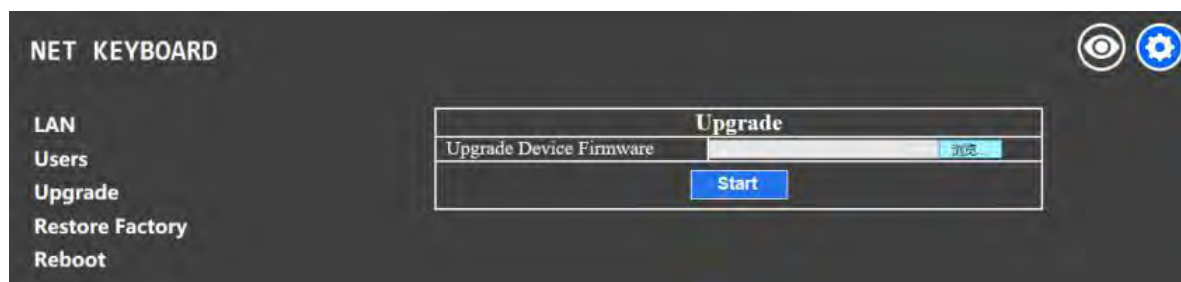 NET KEYBOARD
LAN
Users
Upgrade
Restore Factory
Reboot
Upgrade
Upgrade Device Firmware 浏览...
Start